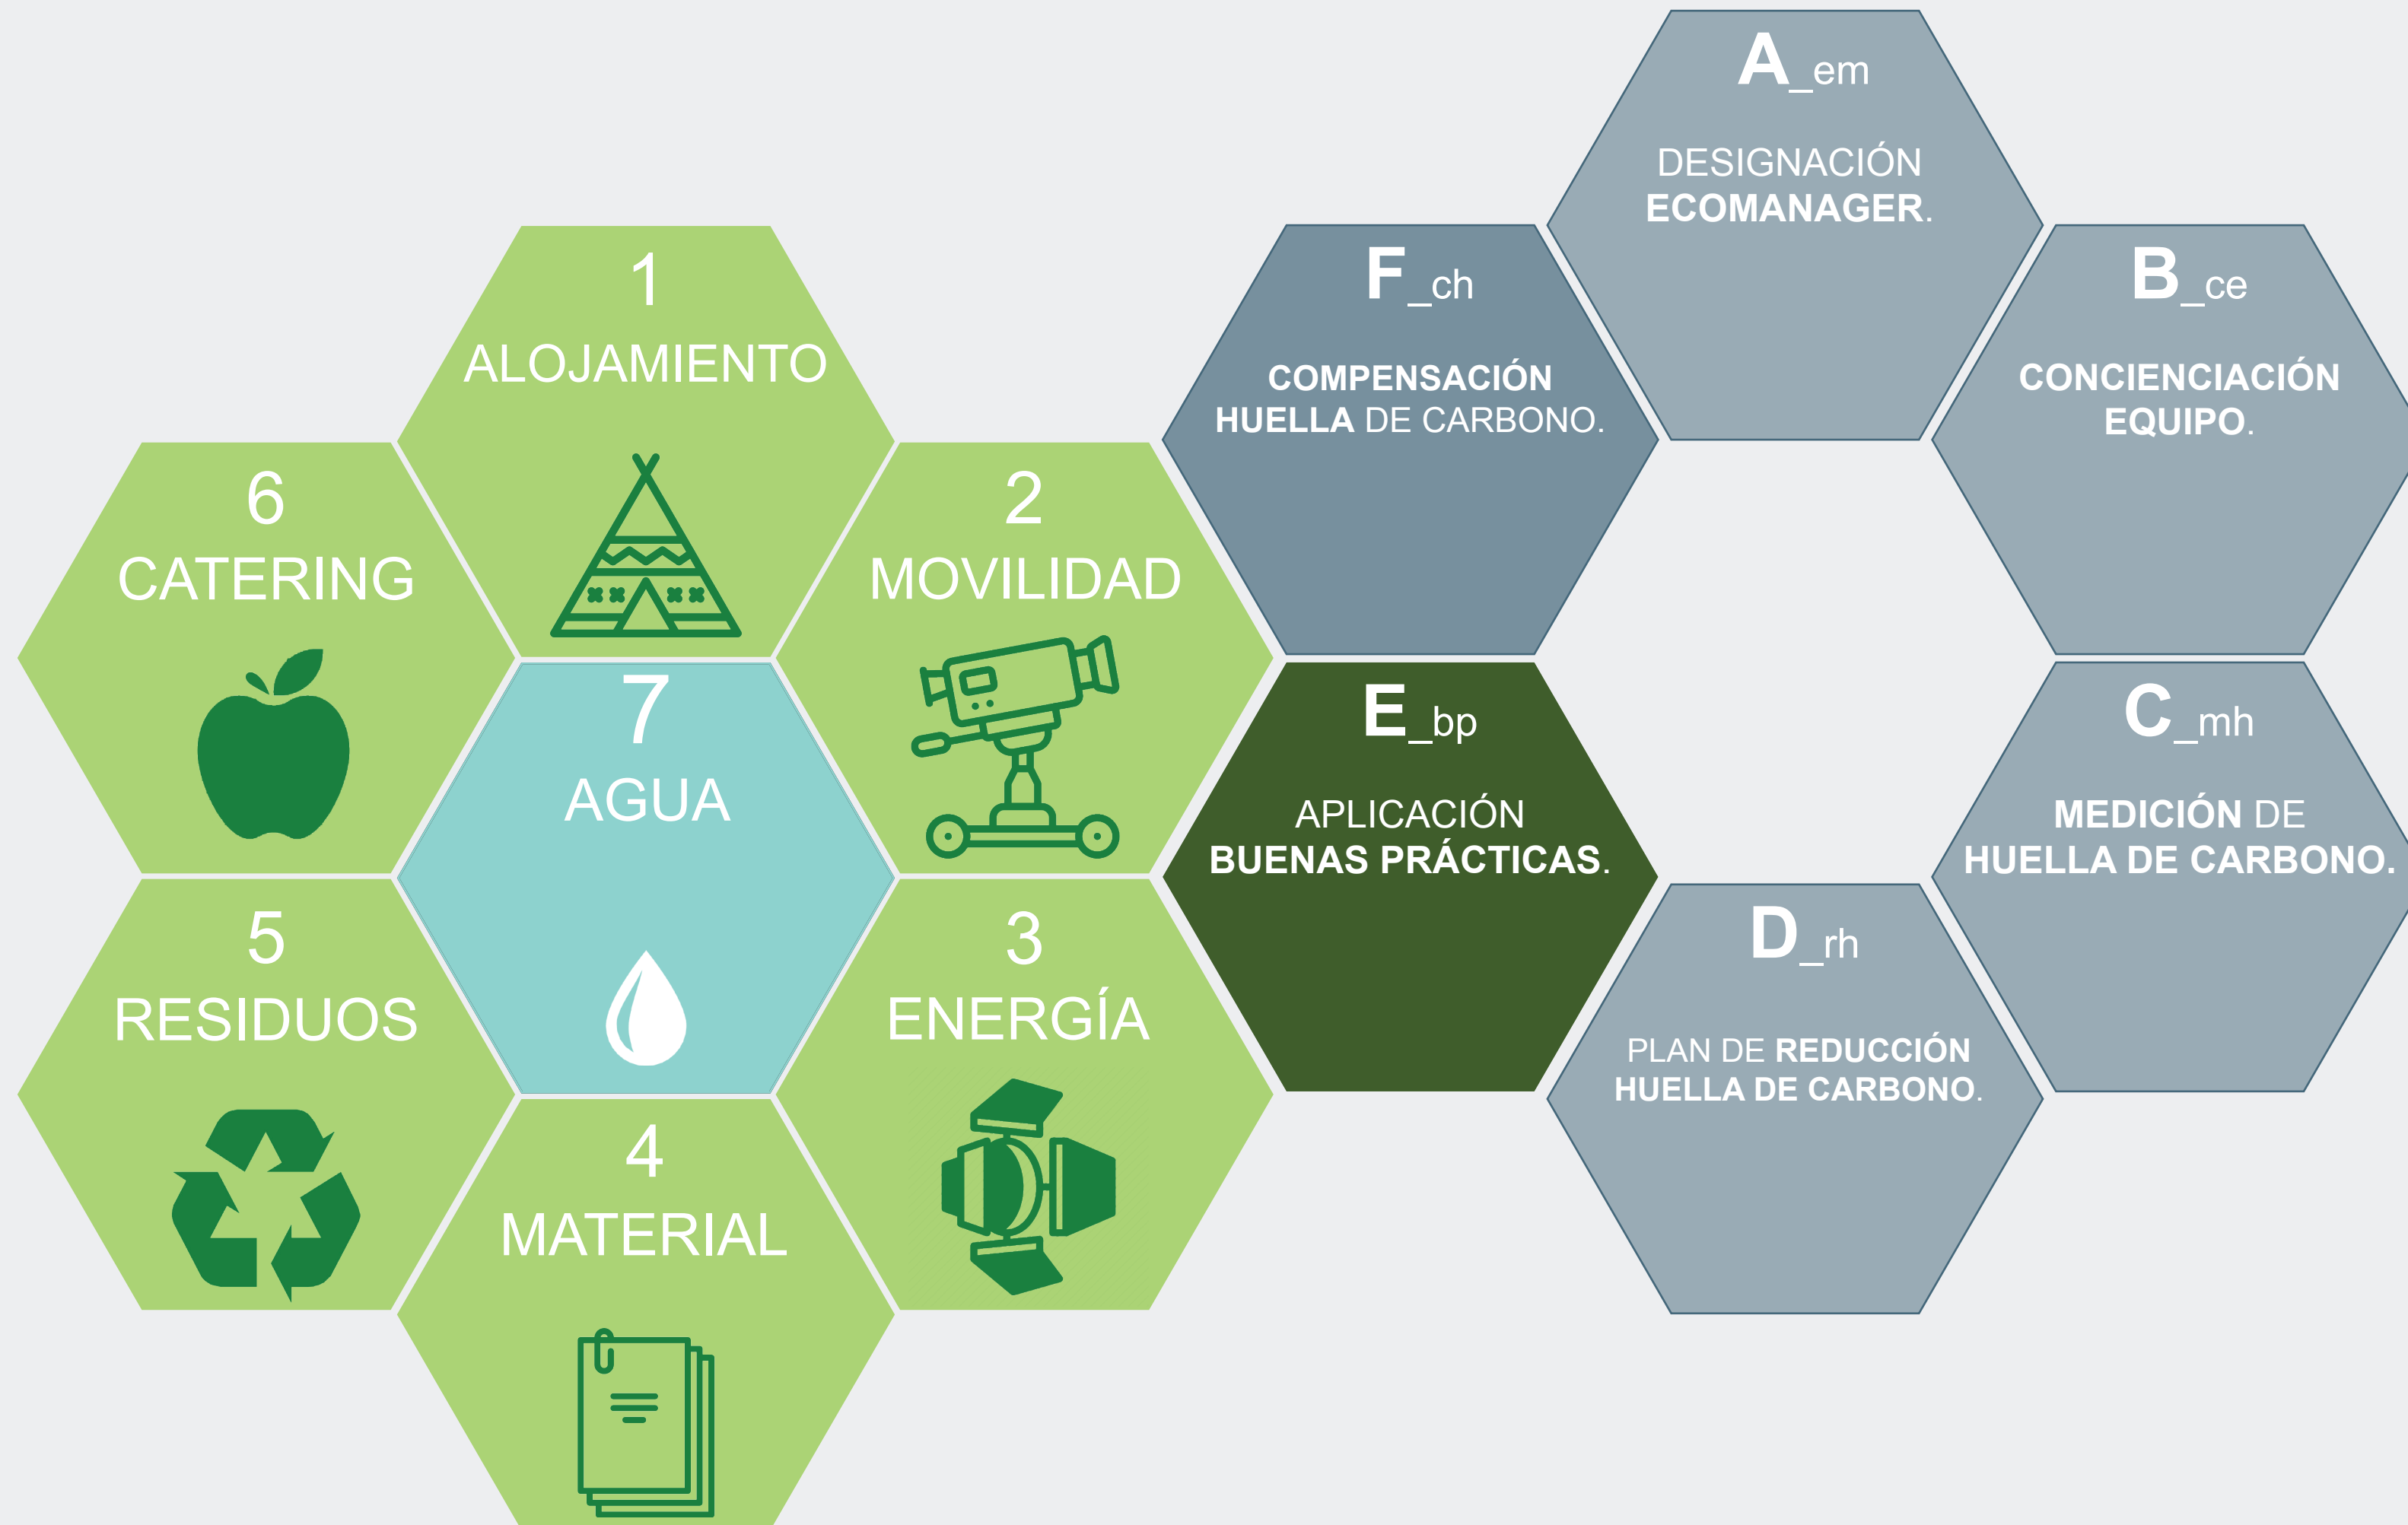 1
ALOJAMIENTO
2
MOVILIDAD
3
ENERGÍA
4
MATERIAL
5
RESIDUOS
6
CATERING
7
AGUA
A_em
DESIGNACIÓN
ECOMANAGER.
B_ce
CONCIENCIACIÓN
EQUIPO.
C_mh
MEDICIÓN DE
HUELLA DE CARBONO.
D_rh
PLAN DE REDUCCIÓN
HUELLA DE CARBONO.
E_bp
APLICACIÓN
BUENAS PRÁCTICAS.
F_ch
COMPENSACIÓN
HUELLA DE CARBONO.